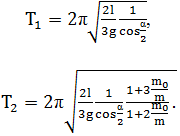 T₁ = 2π√(2l/3g 1/cos(α/2)),
T₂ = 2π√(2l/3g 1/cos(α/2) (1+3 m₀/m)/(1+2 m₀/m)).